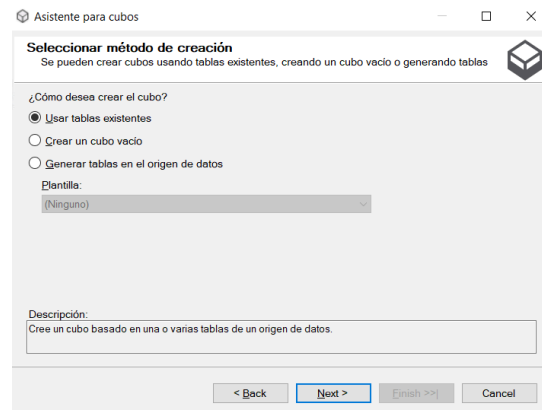 Asistente para cubos
Seleccionar método de creación
Se pueden crear cubos usando tablas existentes, creando un cubo vacío o generando tablas
¿Cómo desea crear el cubo?
Usar tablas existentes
Crear un cubo vacío
Generar tablas en el origen de datos
Plantilla:
(Ninguno)
Descripción:
Cree un cubo basado en una o varias tablas de un origen de datos.
< Back Next > Finish >>| Cancel